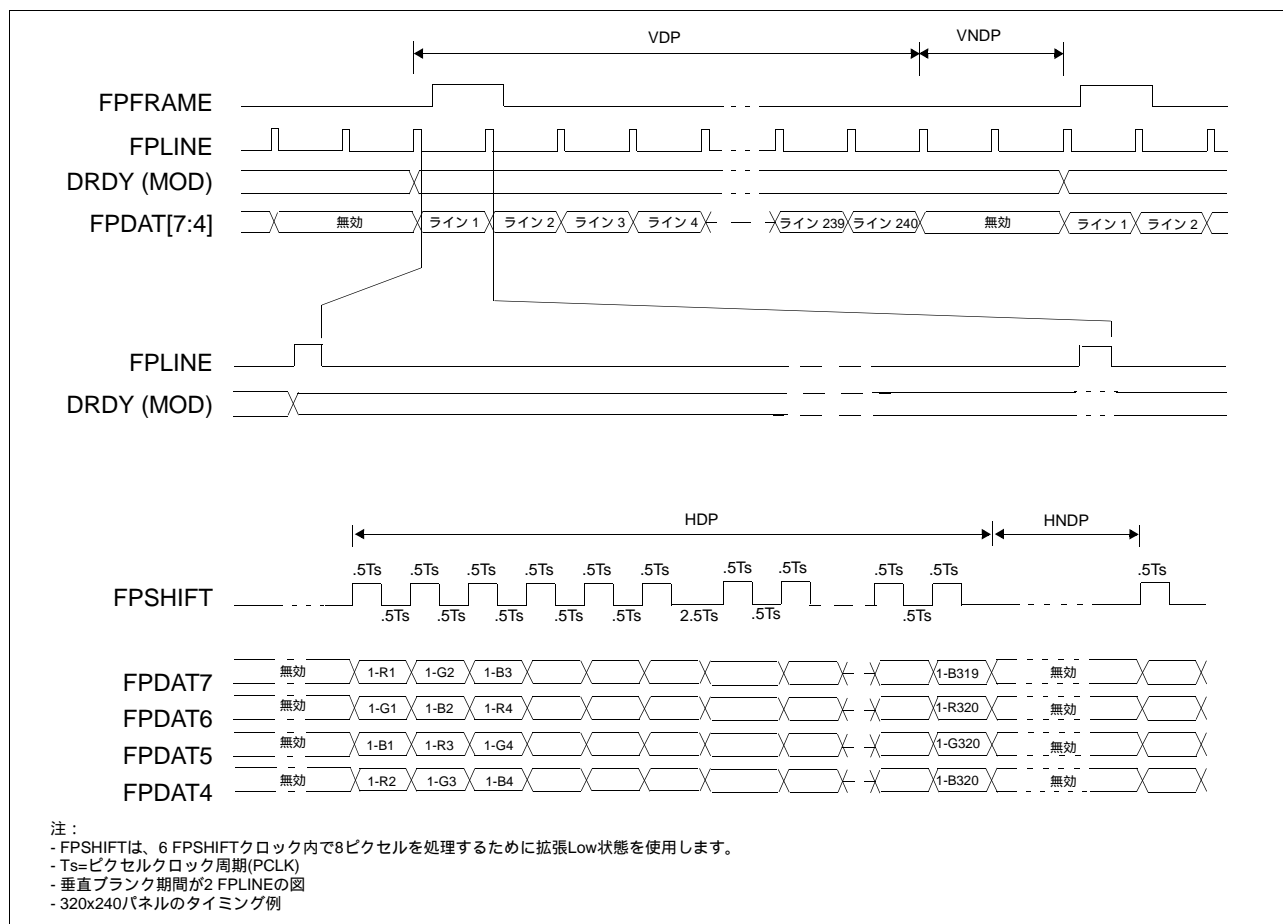 VDP VNDP
FPFRAME
FPLINE
DRDY (MOD)
FPDAT[7:4] 無効 ライン 1 ライン 2 ライン 3 ライン 4 ライン 239 ライン 240 無効 ライン 1 ライン 2
FPLINE
DRDY (MOD)
HDP HNDP
.5Ts .5Ts .5Ts .5Ts .5Ts .5Ts .5Ts .5Ts .5Ts .5Ts .5Ts
FPSHIFT
.5Ts .5Ts .5Ts .5Ts .5Ts 2.5Ts .5Ts .5Ts
FPDAT7 無効 1-R1 1-G2 1-B3 1-B319 無効
FPDAT6 無効 1-G1 1-B2 1-R4 1-R320 無効
FPDAT5 無効 1-B1 1-R3 1-G4 1-G320 無効
FPDAT4 無効 1-R2 1-G3 1-B4 1-B320 無効
注：
- FPSHIFTは、6 FPSHIFTクロック内で8ピクセルを処理するために拡張Low状態を使用します。
- Ts=ピクセルクロック周期(PCLK)
- 垂直ブランク期間が2 FPLINEの図
- 320x240パネルのタイミング例